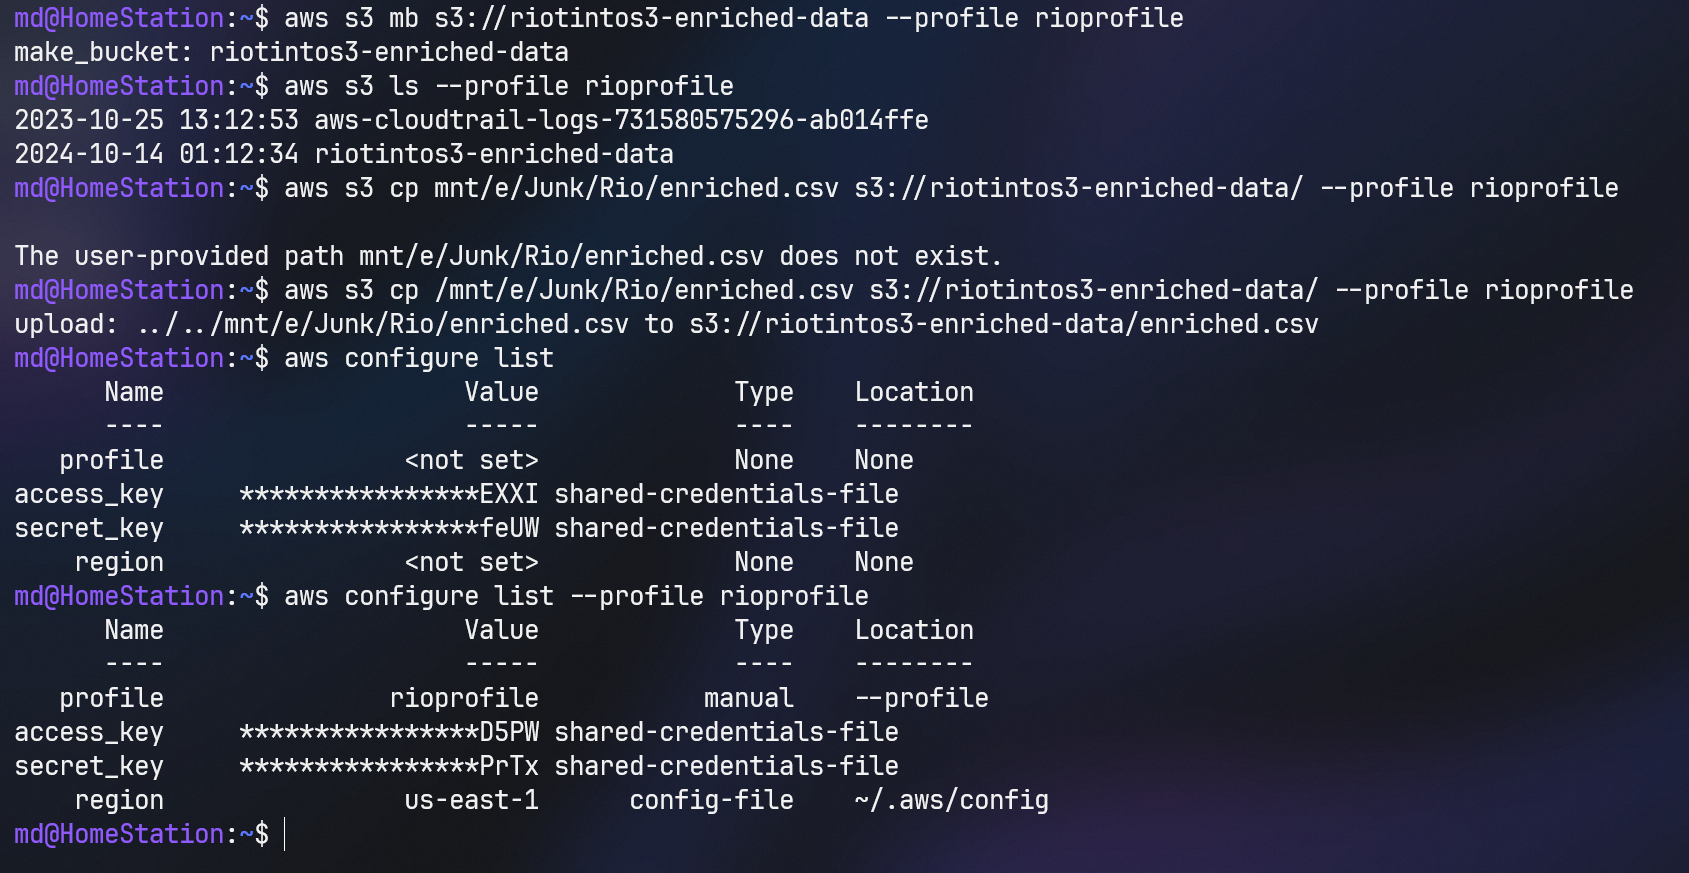 md@HomeStation:~$ aws s3 mb s3://riotintos3-enriched-data --profile rioprofile
make_bucket: riotintos3-enriched-data
md@HomeStation:~$ aws s3 ls --profile rioprofile
2023-10-25 13:12:53 aws-cloudtrail-logs-731580575296-ab014ffe
2024-10-14 01:12:34 riotintos3-enriched-data
md@HomeStation:~$ aws s3 cp mnt/e/Junk/Rio/enriched.csv s3://riotintos3-enriched-data/ --profile rioprofile

The user-provided path mnt/e/Junk/Rio/enriched.csv does not exist.
md@HomeStation:~$ aws s3 cp /mnt/e/Junk/Rio/enriched.csv s3://riotintos3-enriched-data/ --profile rioprofile
upload: ../../mnt/e/Junk/Rio/enriched.csv to s3://riotintos3-enriched-data/enriched.csv
md@HomeStation:~$ aws configure list
      Name                    Value             Type    Location
      ----                    -----             ----    --------
   profile                <not set>             None    None
access_key     ****************EXXI shared-credentials-file
secret_key     ****************feUW shared-credentials-file
    region                <not set>             None    None
md@HomeStation:~$ aws configure list --profile rioprofile
      Name                    Value             Type    Location
      ----                    -----             ----    --------
   profile               rioprofile           manual    --profile
access_key     ****************D5PW shared-credentials-file
secret_key     ****************PrTx shared-credentials-file
    region                us-east-1      config-file    ~/.aws/config
md@HomeStation:~$